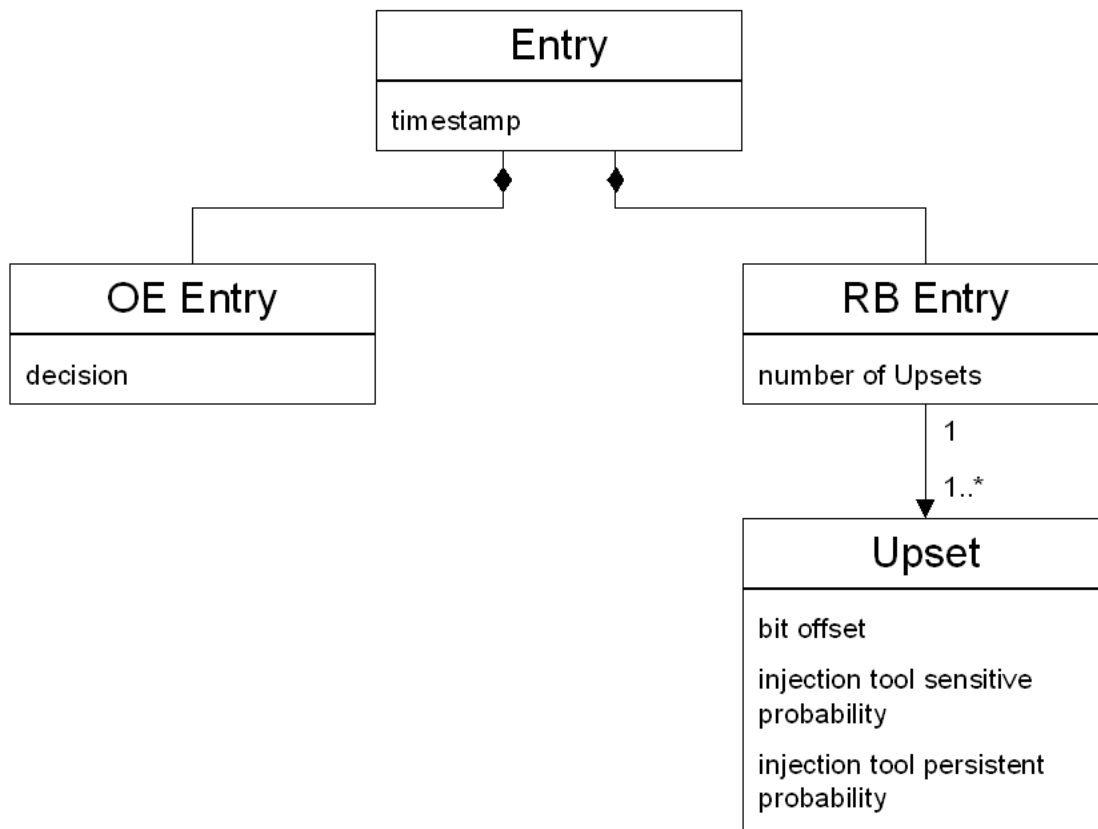 Entry
timestamp
OE Entry
RB Entry
decision
number of Upsets
1
1..*
Upset
bit offset
injection tool sensitive
probability
injection tool persistent
probability